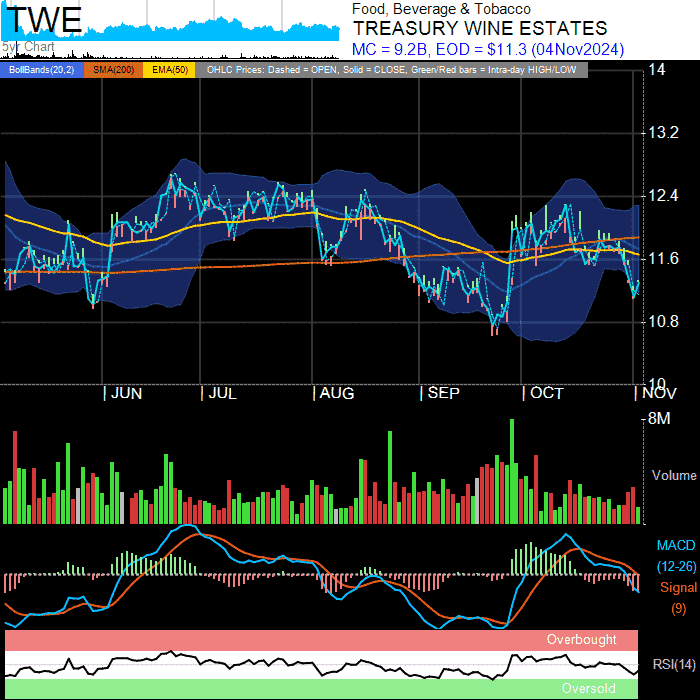 TWE
5yr Chart
Food, Beverage & Tobacco
TREASURY WINE ESTATES
MC = 9.2B, EOD = $11.3 (04Nov2024)
BollBands(20,2) SMA(200) EMA(50) OHLC Prices: Dashed = OPEN, Solid = CLOSE, Green/Red bars = Intra-day HIGH/LOW
14
13.2
12.4
11.6
10.8
10
JUN JUL AUG SEP OCT NOV
8M
Volume
MACD
(12-26)
Signal
(9)
Overbought
RSI(14)
Oversold